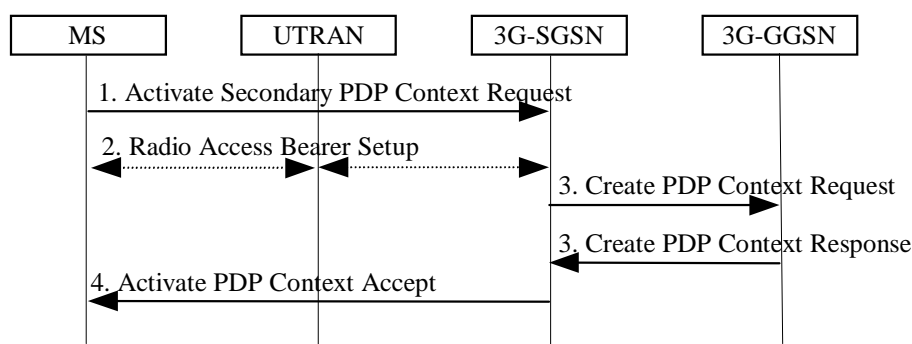 MS
UTRAN
3G-SGSN
3G-GGSN
1. Activate Secondary PDP Context Request
2. Radio Access Bearer Setup
3. Create PDP Context Request
3. Create PDP Context Response
4. Activate PDP Context Accept